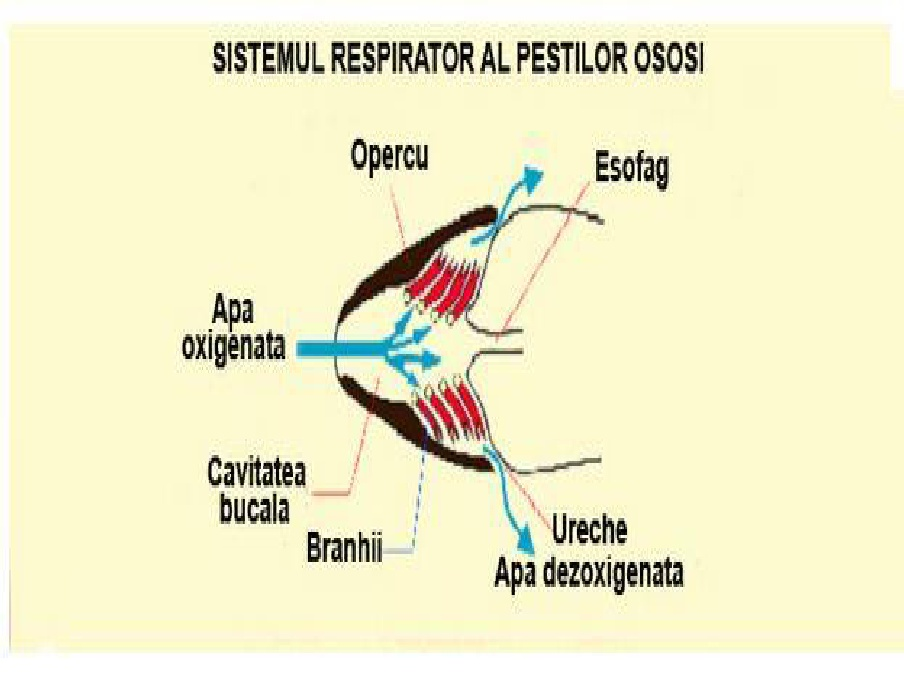 SISTEMUL RESPIRATOR AL PESTILOR OSOSI
Opercu
Esofag
Apa
oxigenata
Cavitatea
bucala
Branhii
Ureche
Apa dezoxigenata